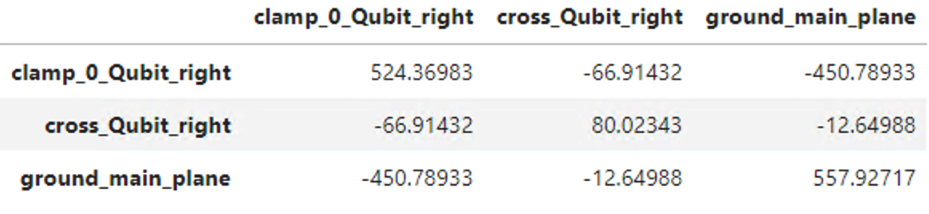 clamp_0_Qubit_right cross_Qubit_right ground_main_plane
clamp_0_Qubit_right 524.36983 -66.91432 -450.78933
cross_Qubit_right -66.91432 80.02343 -12.64988
ground_main_plane -450.78933 -12.64988 557.92717